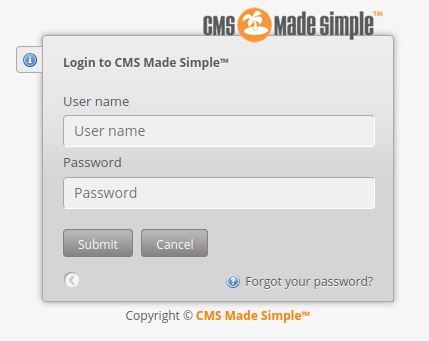 CMS Made Simple™
Login to CMS Made Simple™
User name
User name
Password
Password
Submit Cancel
Forgot your password?
Copyright © CMS Made Simple™